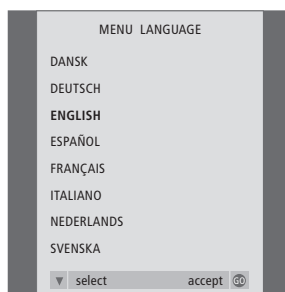 MENU LANGUAGE
DANSK
DEUTSCH
ENGLISH
ESPAÑOL
FRANÇAIS
ITALIANO
NEDERLANDS
SVENSKA
select accept GO